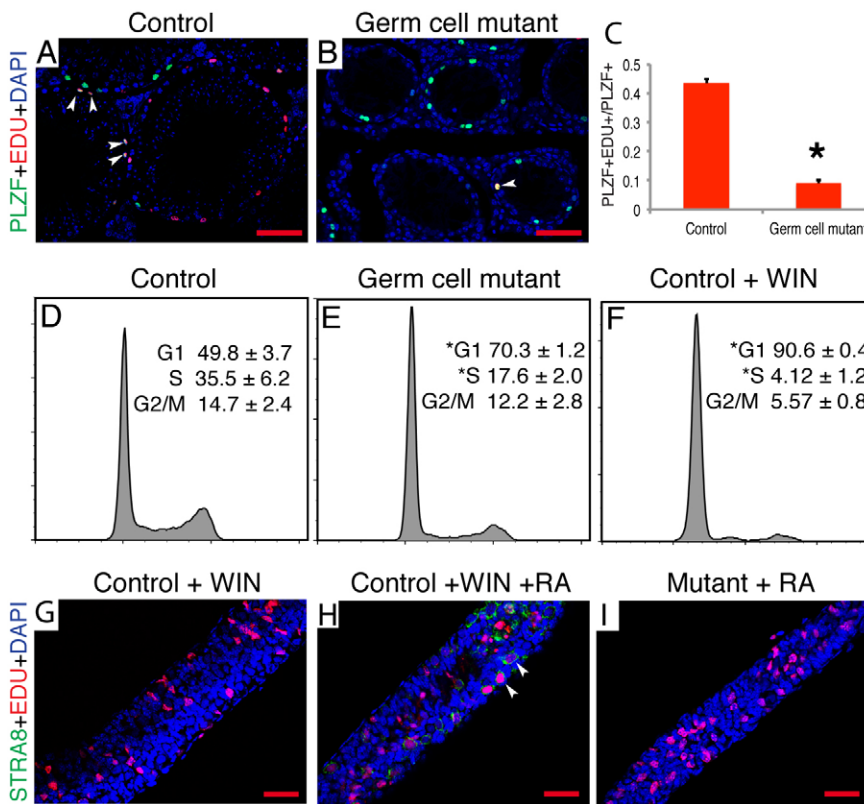 Control
Germ cell mutant
PLZF+EDU+DAPI
A
B
C
PLZF+EDU+/PLZF+
0.5
0.4
0.3
0.2
0.1
0
*
Control
Germ cell mutant
Control
Germ cell mutant
Control + WIN
D
G1 49.8 ± 3.7
S 35.5 ± 6.2
G2/M 14.7 ± 2.4
E
*G1 70.3 ± 1.2
*S 17.6 ± 2.0
G2/M 12.2 ± 2.8
F
*G1 90.6 ± 0.4
*S 4.12 ± 1.2
G2/M 5.57 ± 0.8
Control + WIN
Control +WIN +RA
Mutant + RA
STRA8+EDU+DAPI
G
H
I